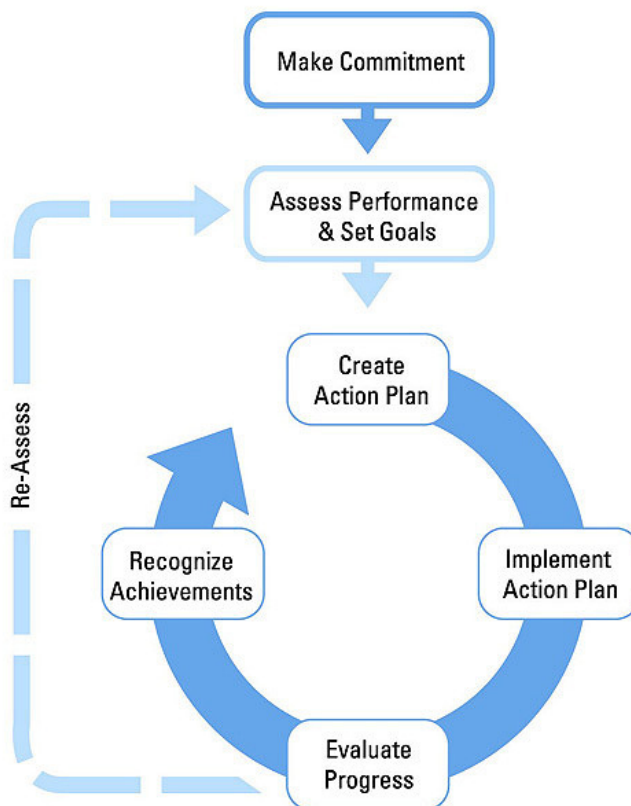 Make Commitment
Assess Performance
& Set Goals
Create
Action Plan
Implement
Action Plan
Evaluate
Progress
Recognize
Achievements
Re-Assess